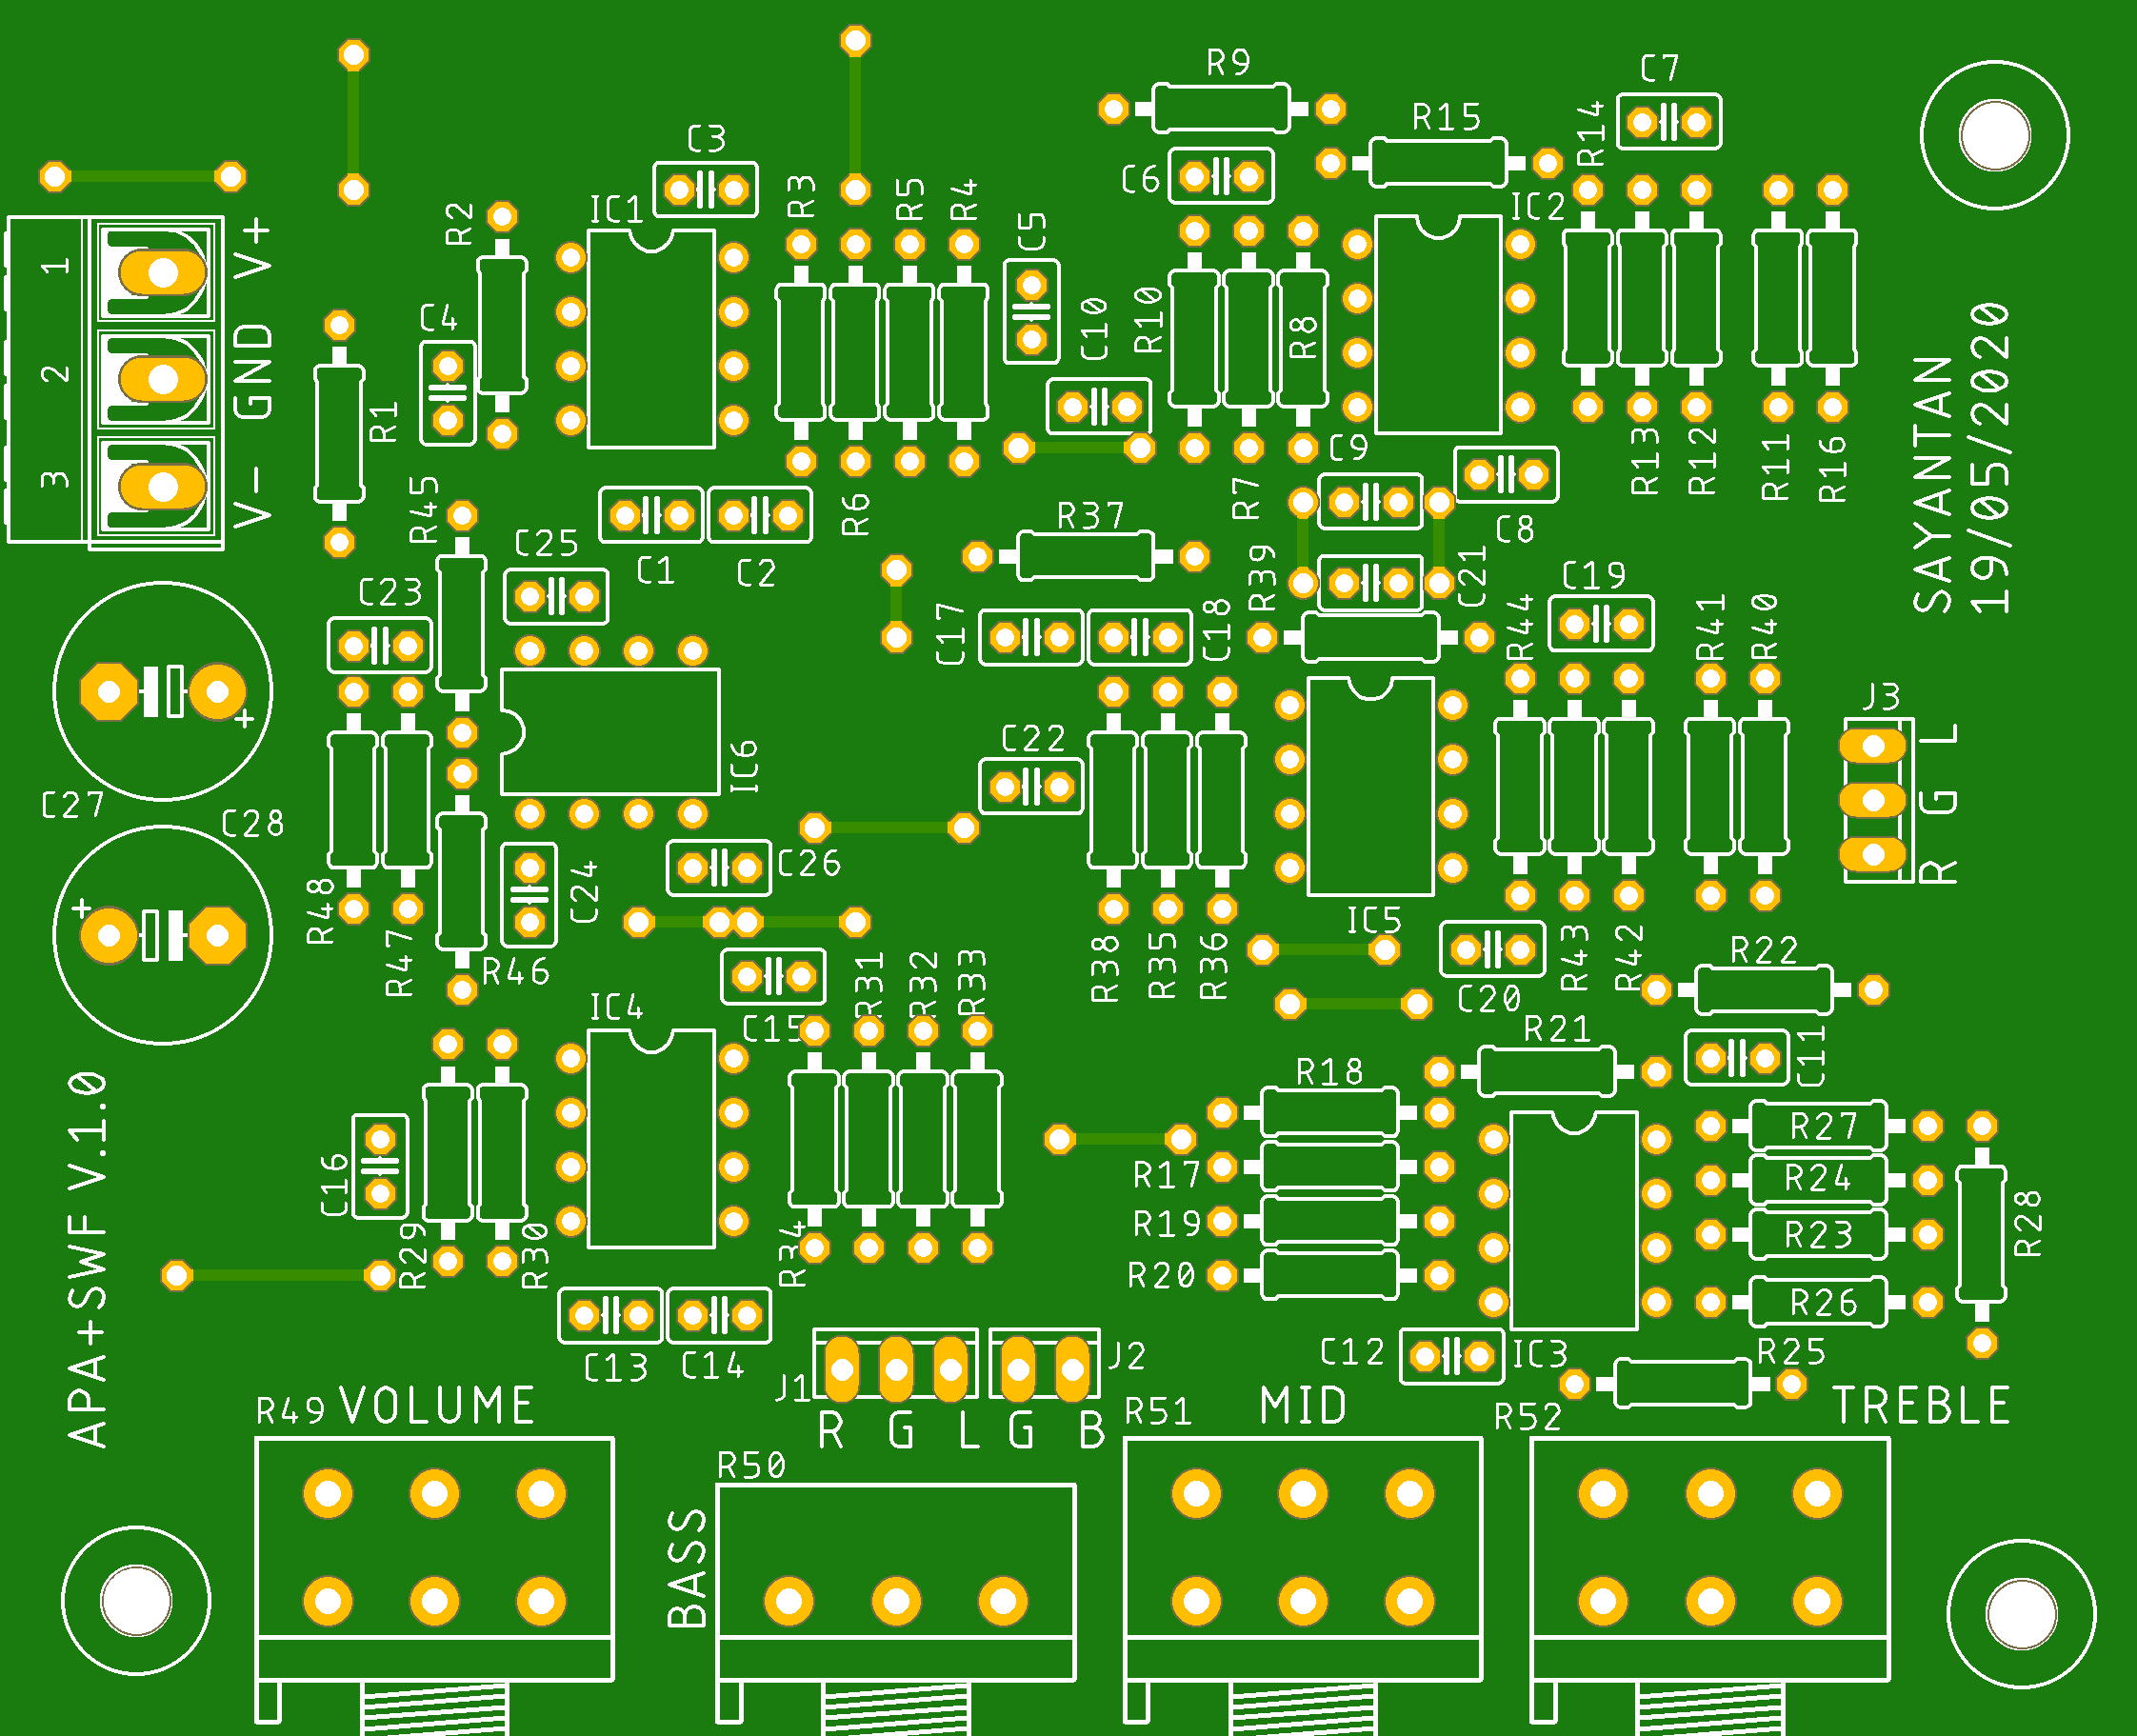 R9
C7
R15
R14
C3
C6
R3
R5
R4
IC1
IC2
R2
C5
V+
1
C4
C10
R10
R8
GND
2
R1
R13
R12
R11
R16
C9
V-
3
R45
R6
R7
R37
C8
SAYANTAN
19/05/2020
C25
C1
C2
C23
R39
C21
C19
C17
C18
R44
R41
R40
J3
L
G
R
C22
IC6
C27
C28
C26
C24
R48
R47
R46
R38
R35
R36
IC5
R43
R42
R22
C20
R31
R32
R33
IC4
C15
R21
C11
R18
R27
R17
R24
C16
R19
R23
R28
R20
R26
R29
R30
R34
APA+SWF V.1.0
C13
C14
J1
J2
C12
IC3
R25
R49
VOLUME
R G L G B
R51
MID
R52
TREBLE
R50
BASS